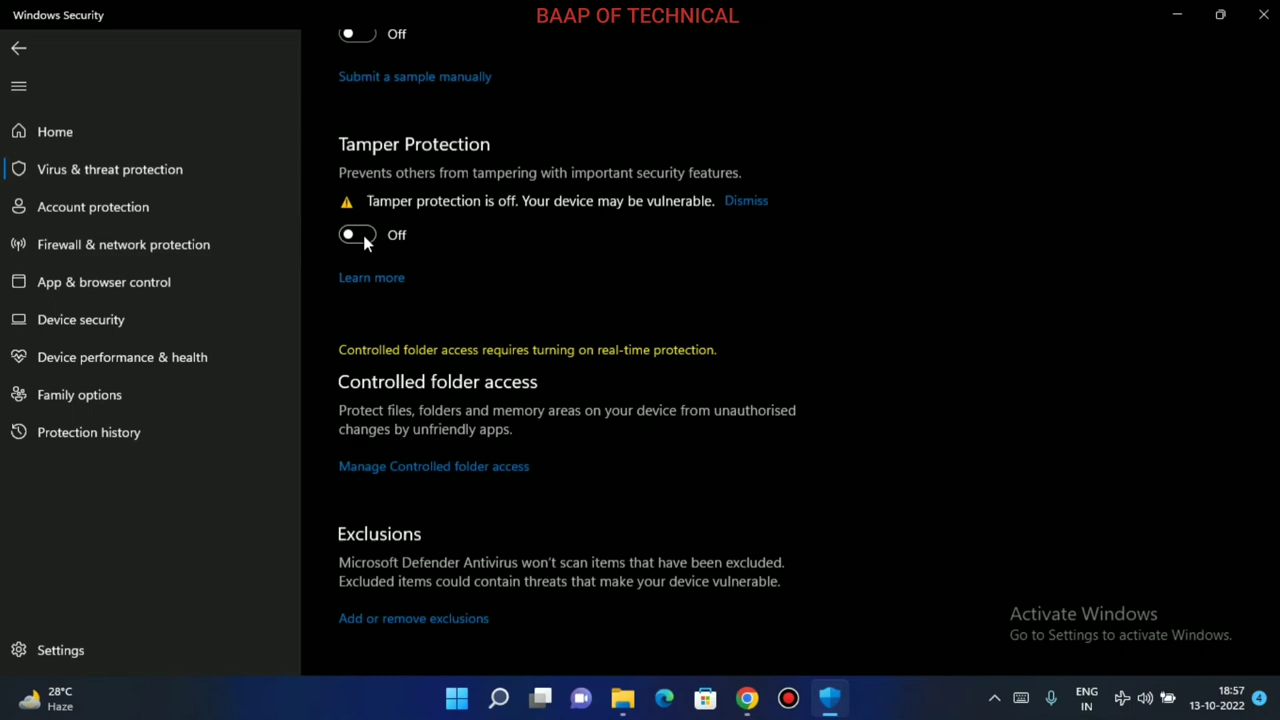 Windows Security
BAAP OF TECHNICAL
Off
Submit a sample manually
Home
Virus & threat protection
Account protection
Firewall & network protection
App & browser control
Device security
Device performance & health
Family options
Protection history
Settings
Tamper Protection
Prevents others from tampering with important security features.
Tamper protection is off. Your device may be vulnerable. Dismiss
Off
Learn more
Controlled folder access requires turning on real-time protection.
Controlled folder access
Protect files, folders and memory areas on your device from unauthorised
changes by unfriendly apps.
Manage Controlled folder access
Exclusions
Microsoft Defender Antivirus won't scan items that have been excluded.
Excluded items could contain threats that make your device vulnerable.
Add or remove exclusions
Activate Windows
Go to Settings to activate Windows.
28°C
Haze
ENG
IN
18:57
13-10-2022
4